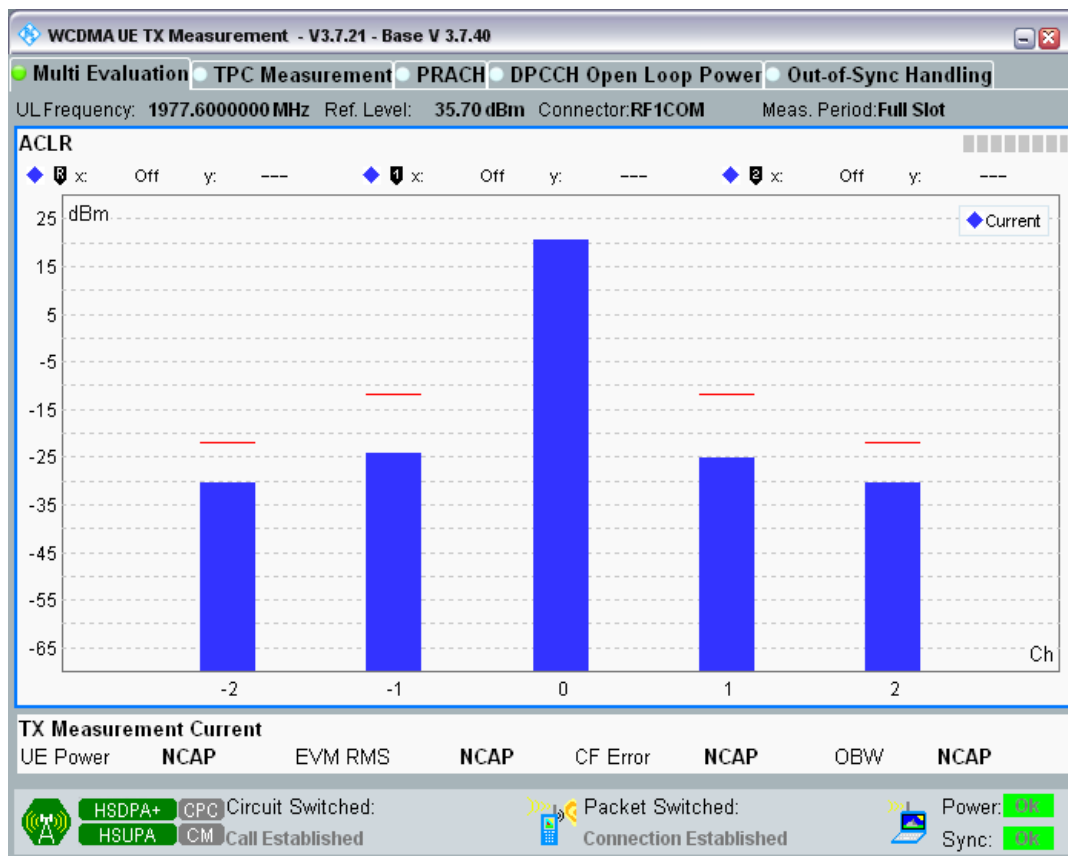 WCDMA UE TX Measurement - V3.7.21 - Base V 3.7.40
Multi Evaluation TPC Measurement PRACH DPCCH Open Loop Power Out-of-Sync Handling
UL Frequency: 1977.6000000 MHz Ref. Level: 35.70 dBm Connector:RF1COM Meas. Period:Full Slot
ACLR
R x: Off y: --- 1 x: Off y: --- 2 x: Off y: ---
dBm
Current
25
15
5
-5
-15
-25
-35
-45
-55
-65
Ch
-2 -1 0 1 2
TX Measurement Current
UE Power NCAP EVM RMS NCAP CF Error NCAP OBW NCAP
HSDPA+ CPC Circuit Switched: Packet Switched: Power: OK
HSUPA CM Call Established Connection Established Sync: OK